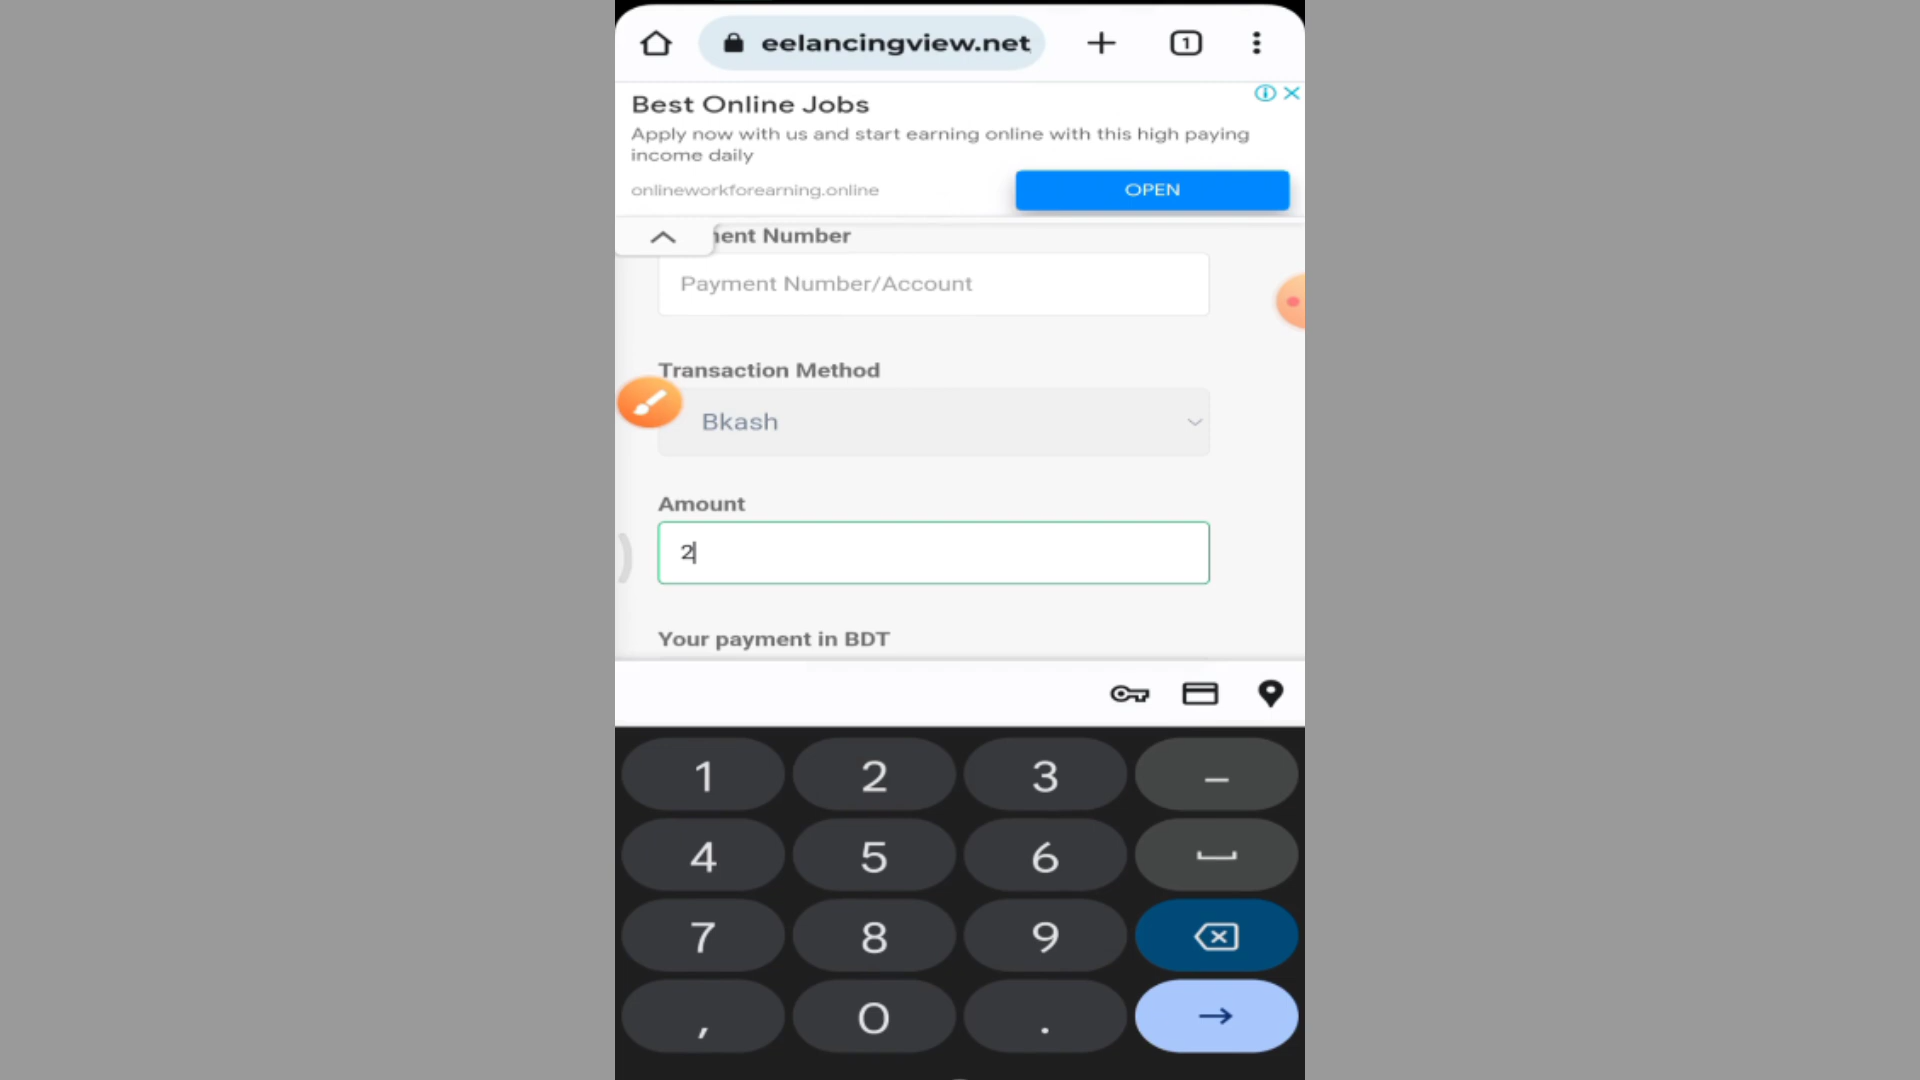 eelancingview.net
1
Best Online Jobs
Apply now with us and start earning online with this high paying
income daily
onlineworkforearning.online
OPEN
ent Number
Payment Number/Account
Transaction Method
Bkash
Amount
2
Your payment in BDT
1 2 3 –
4 5 6
7 8 9
, 0 . →